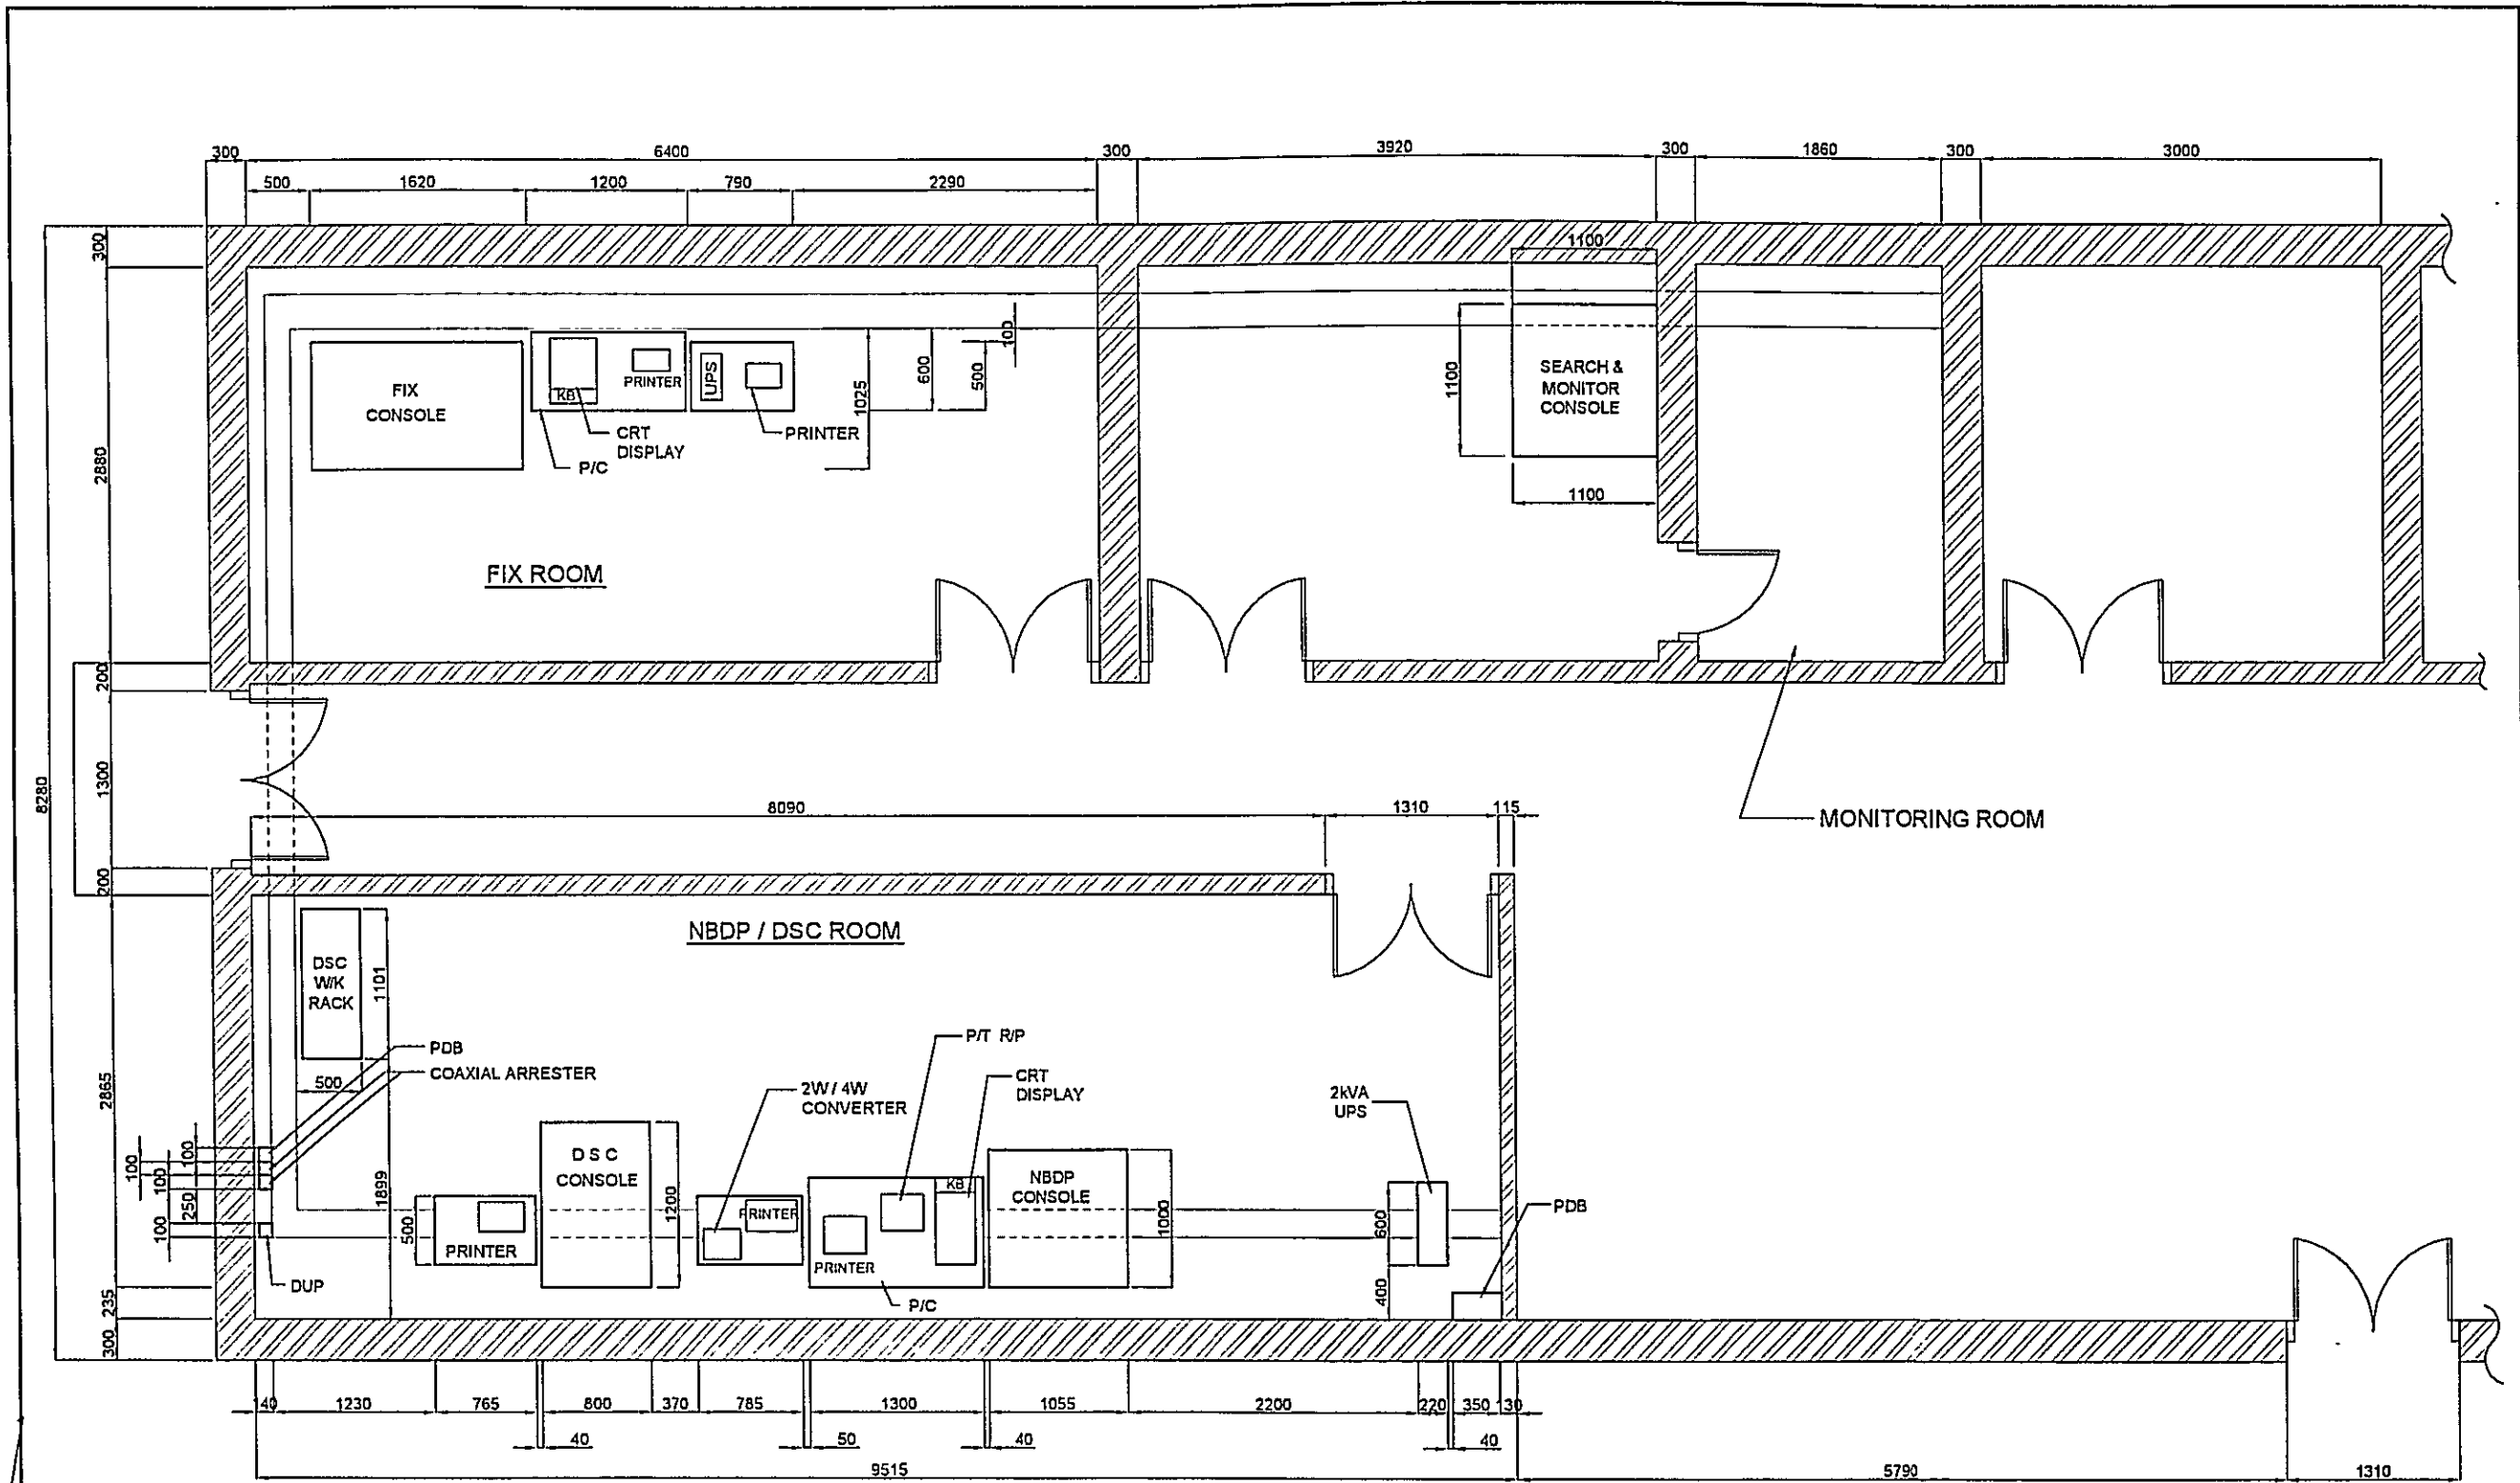 300
6400
300
3920
300
1860
300
3000
500
1620
1200
790
2290
1100
300
2880
200
1300
200
8280
2865
235
300
FIX
CONSOLE
PRINTER
KB
UPS
CRT
DISPLAY
P/C
PRINTER
1025
600
500
100
1100
SEARCH &
MONITOR
CONSOLE
1100
FIX ROOM
MONITORING ROOM
8090
1310
115
NBDP / DSC ROOM
DSC
W/K
RACK
1101
500
PDB
COAXIAL ARRESTER
1899
100
100
100
250
100
DUP
500
PRINTER
D S C
CONSOLE
1200
2W / 4W
CONVERTER
PRINTER
P/T R/P
CRT
DISPLAY
KB
PRINTER
P/C
NBDP
CONSOLE
1000
2kVA
UPS
600
400
PDB
140
1230
765
800
370
785
1300
1055
2200
220
350
130
40
50
40
40
9515
5790
1310